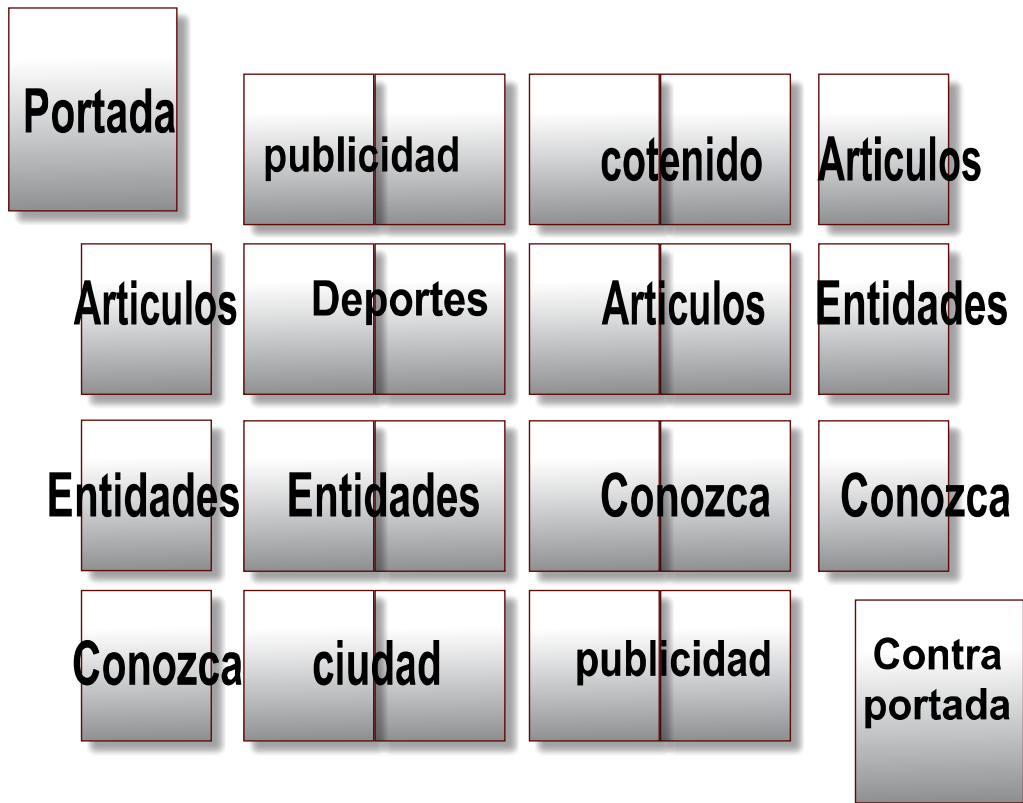 Portada
publicidad
cotenido
Articulos
Articulos
Deportes
Articulos
Entidades
Entidades
Entidades
Conozca
Conozca
Conozca
ciudad
publicidad
Contra
portada